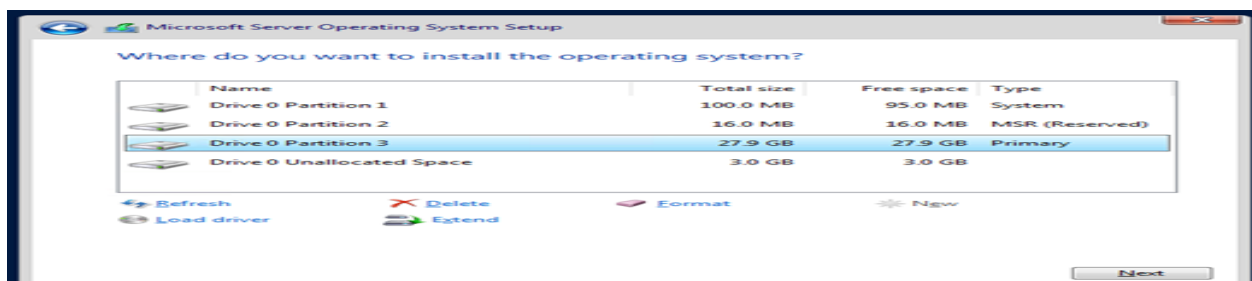 Microsoft Server Operating System Setup
Where do you want to install the operating system?
Name Total size Free space Type
Drive 0 Partition 1 100.0 MB 95.0 MB System
Drive 0 Partition 2 16.0 MB 16.0 MB MSR (Reserved)
Drive 0 Partition 3 27.9 GB 27.9 GB Primary
Drive 0 Unallocated Space 3.0 GB 3.0 GB
Refresh Delete Format New
Load driver Extend
Next